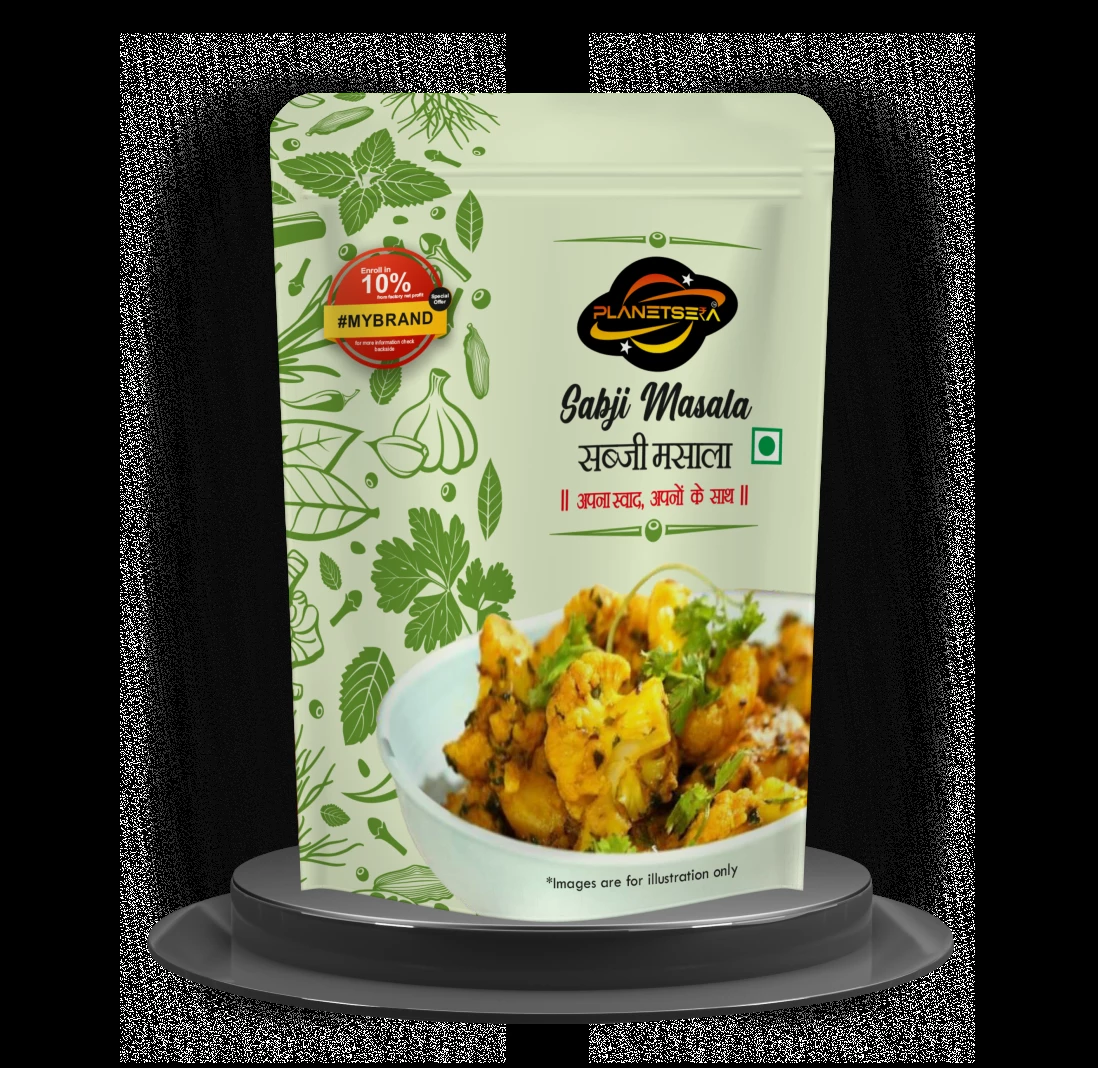 Enroll in
10%
from factory net profit
Special
Offer
#MYBRAND
for more information check
backside
PLANETSERA
Sabji Masala
सब्जी मसाला
|| अपना स्वाद, अपनों के साथ ||
*Images are for illustration only